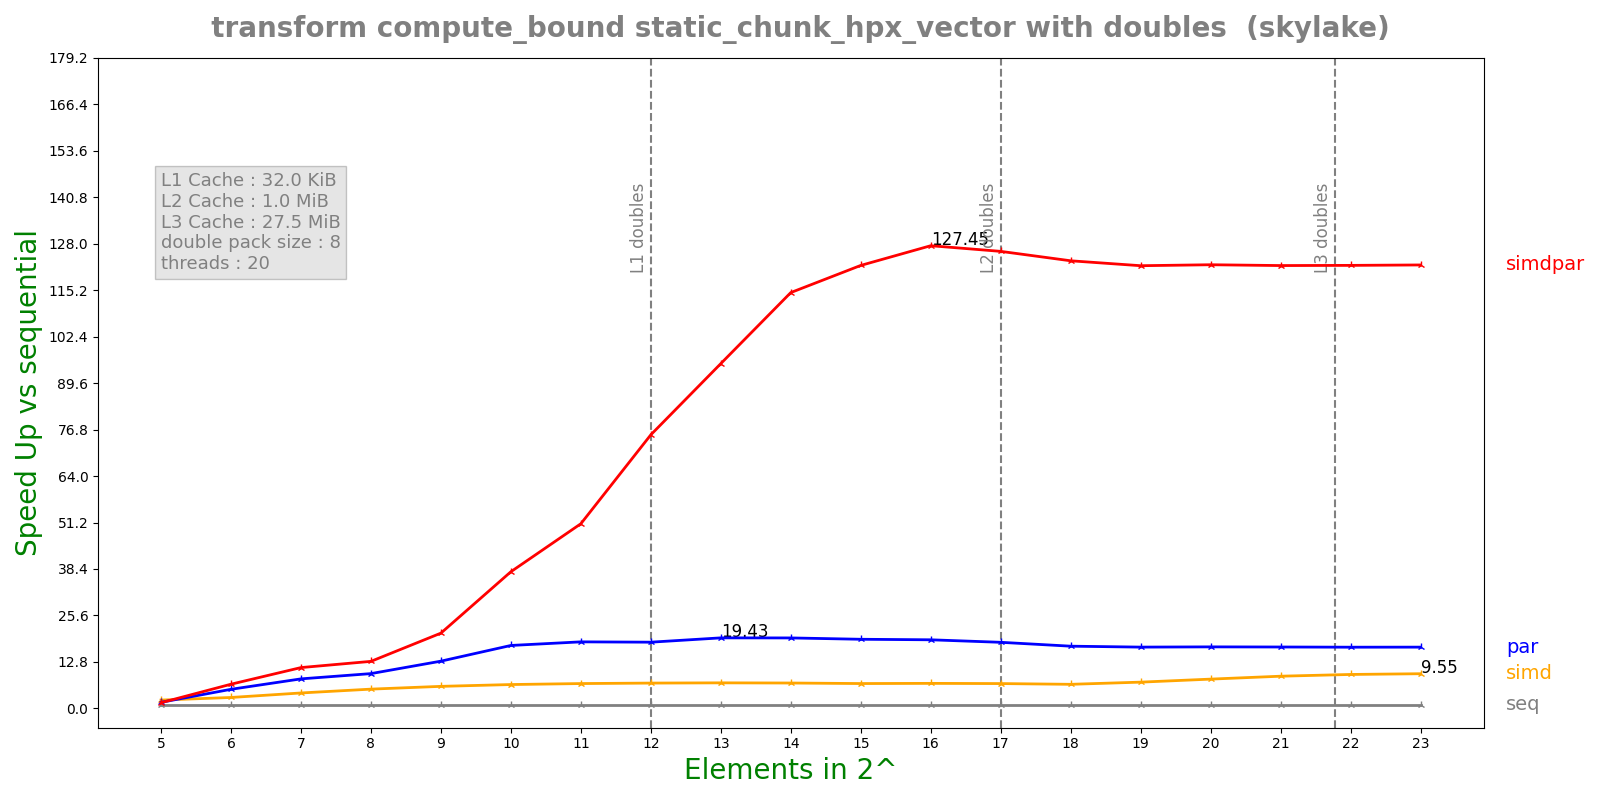 transform compute_bound static_chunk_hpx_vector with doubles (skylake)
179.2
166.4
153.6
140.8
128.0
115.2
102.4
89.6
76.8
64.0
51.2
38.4
25.6
12.8
0.0
Speed Up vs sequential
L1 Cache : 32.0 KiB
L2 Cache : 1.0 MiB
L3 Cache : 27.5 MiB
double pack size : 8
threads : 20
L1 doubles
L2 doubles
L3 doubles
127.45
19.43
9.55
simdpar
par
simd
seq
5 6 7 8 9 10 11 12 13 14 15 16 17 18 19 20 21 22 23
Elements in 2^